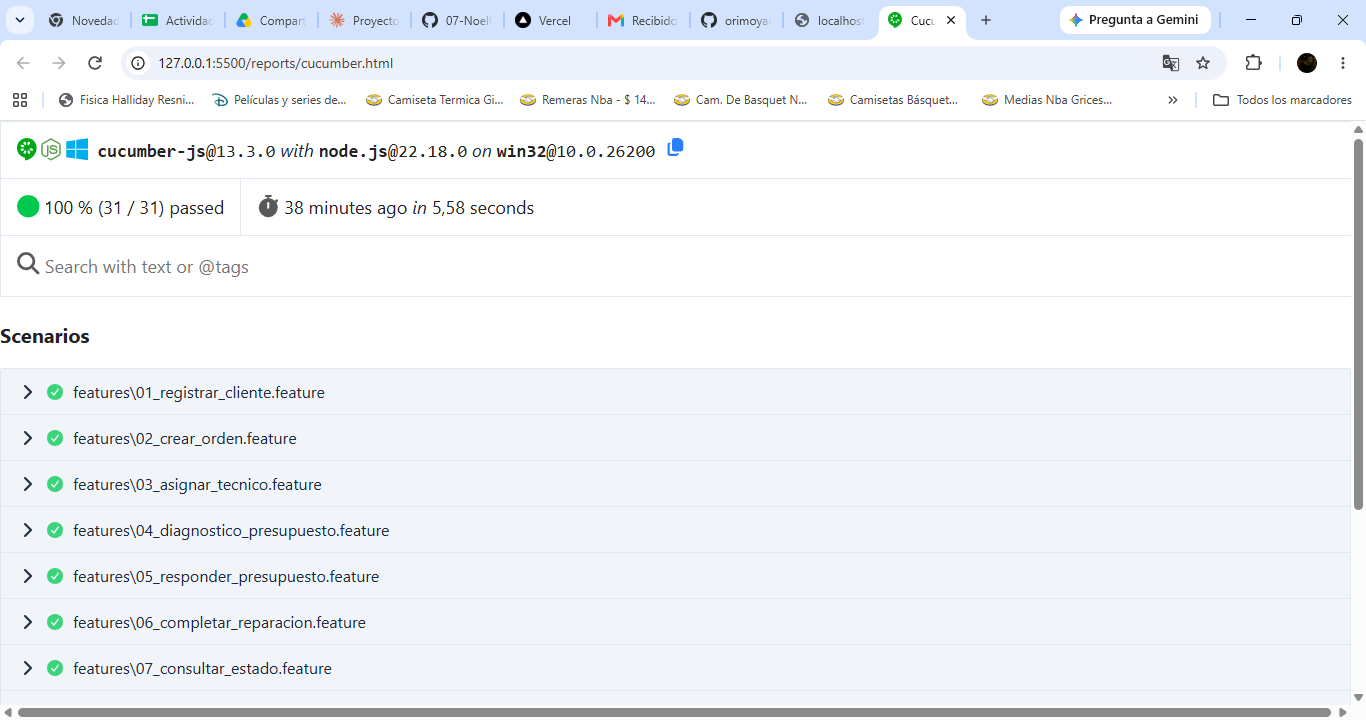 Novedad
Actividad
Compart
Proyecto
07-Noel
Vercel
Recibido
orimoya
localhos
Cuc
Pregunta a Gemini
127.0.0.1:5500/reports/cucumber.html
Fisica Halliday Resni...
Películas y series de...
Camiseta Termica Gi...
Remeras Nba - $ 14...
Cam. De Basquet N...
Camisetas Básquet...
Medias Nba Grices...
»
Todos los marcadores
JS cucumber-js@13.3.0 with node.js@22.18.0 on win32@10.0.26200
100 % (31 / 31) passed
38 minutes ago in 5,58 seconds
Search with text or @tags
Scenarios
features\01_registrar_cliente.feature
features\02_crear_orden.feature
features\03_asignar_tecnico.feature
features\04_diagnostico_presupuesto.feature
features\05_responder_presupuesto.feature
features\06_completar_reparacion.feature
features\07_consultar_estado.feature